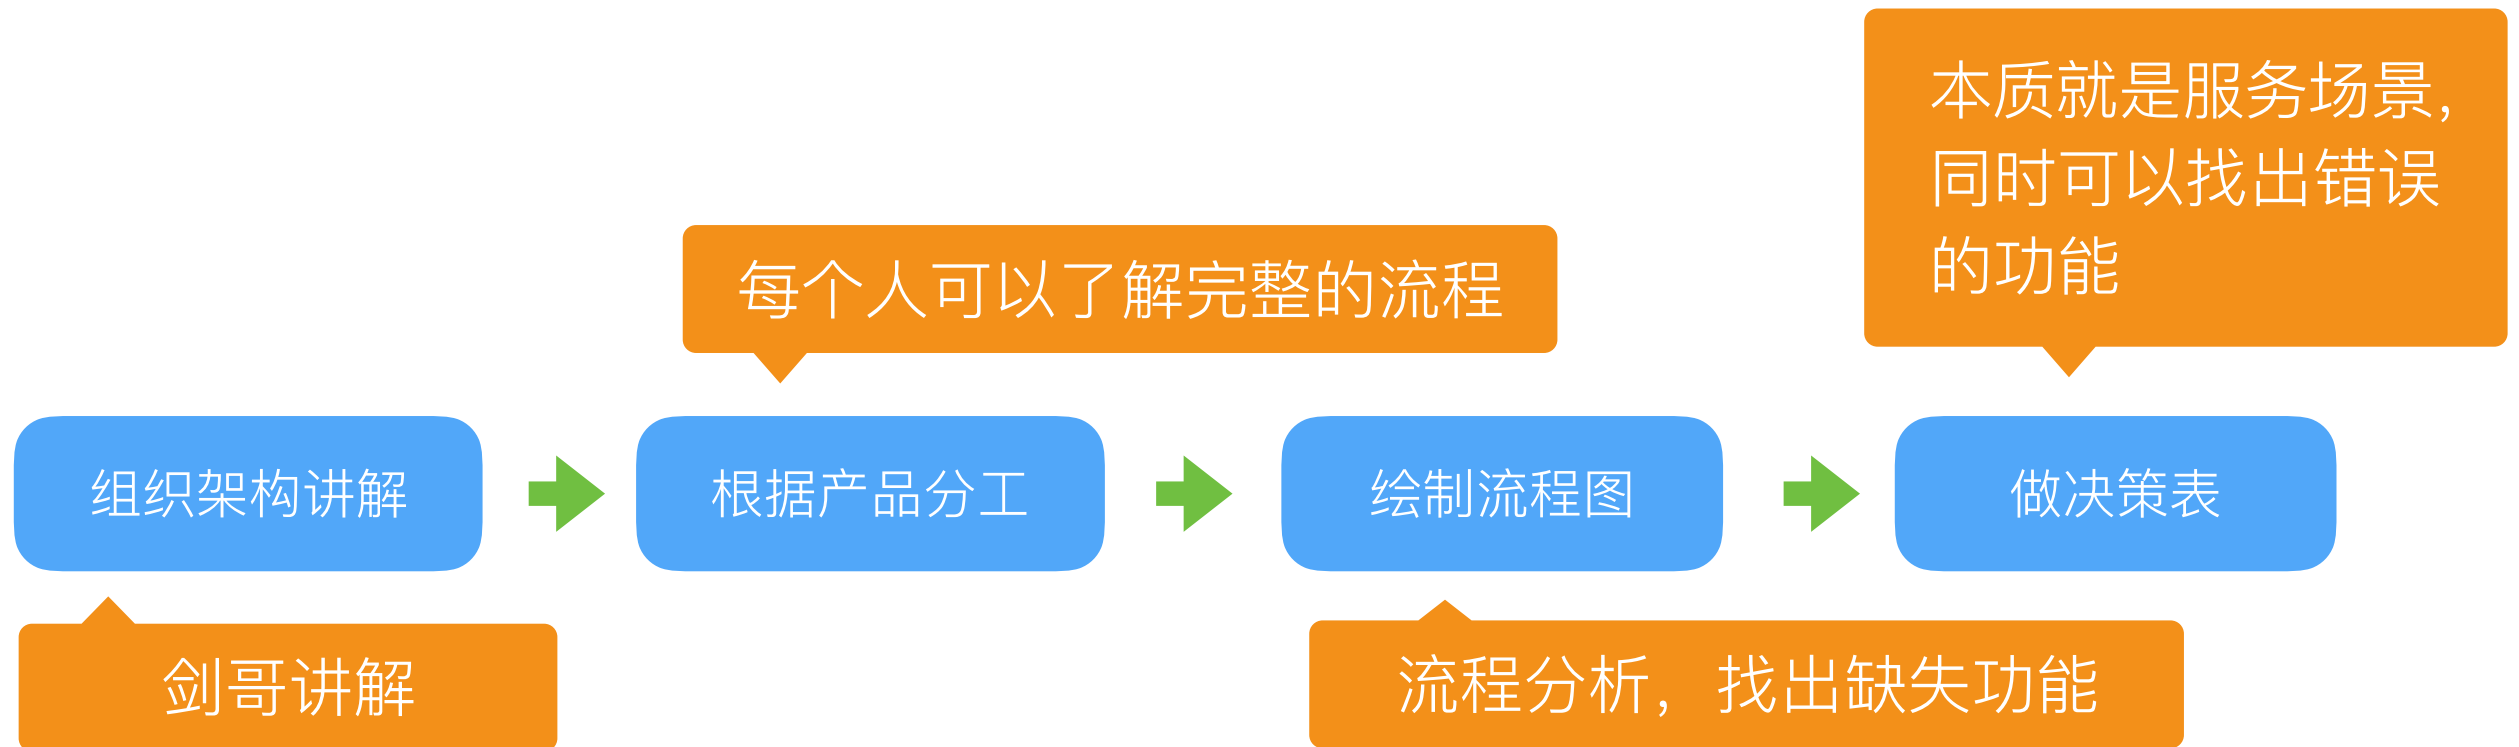 本质就是服务场景，
同时可以找出错误
的功能
每个人可以了解完整的流程
组织架构讲解
根据产品分工
绘制流程图
梳妆亮表
剑哥讲解
流程分析，找出缺失功能